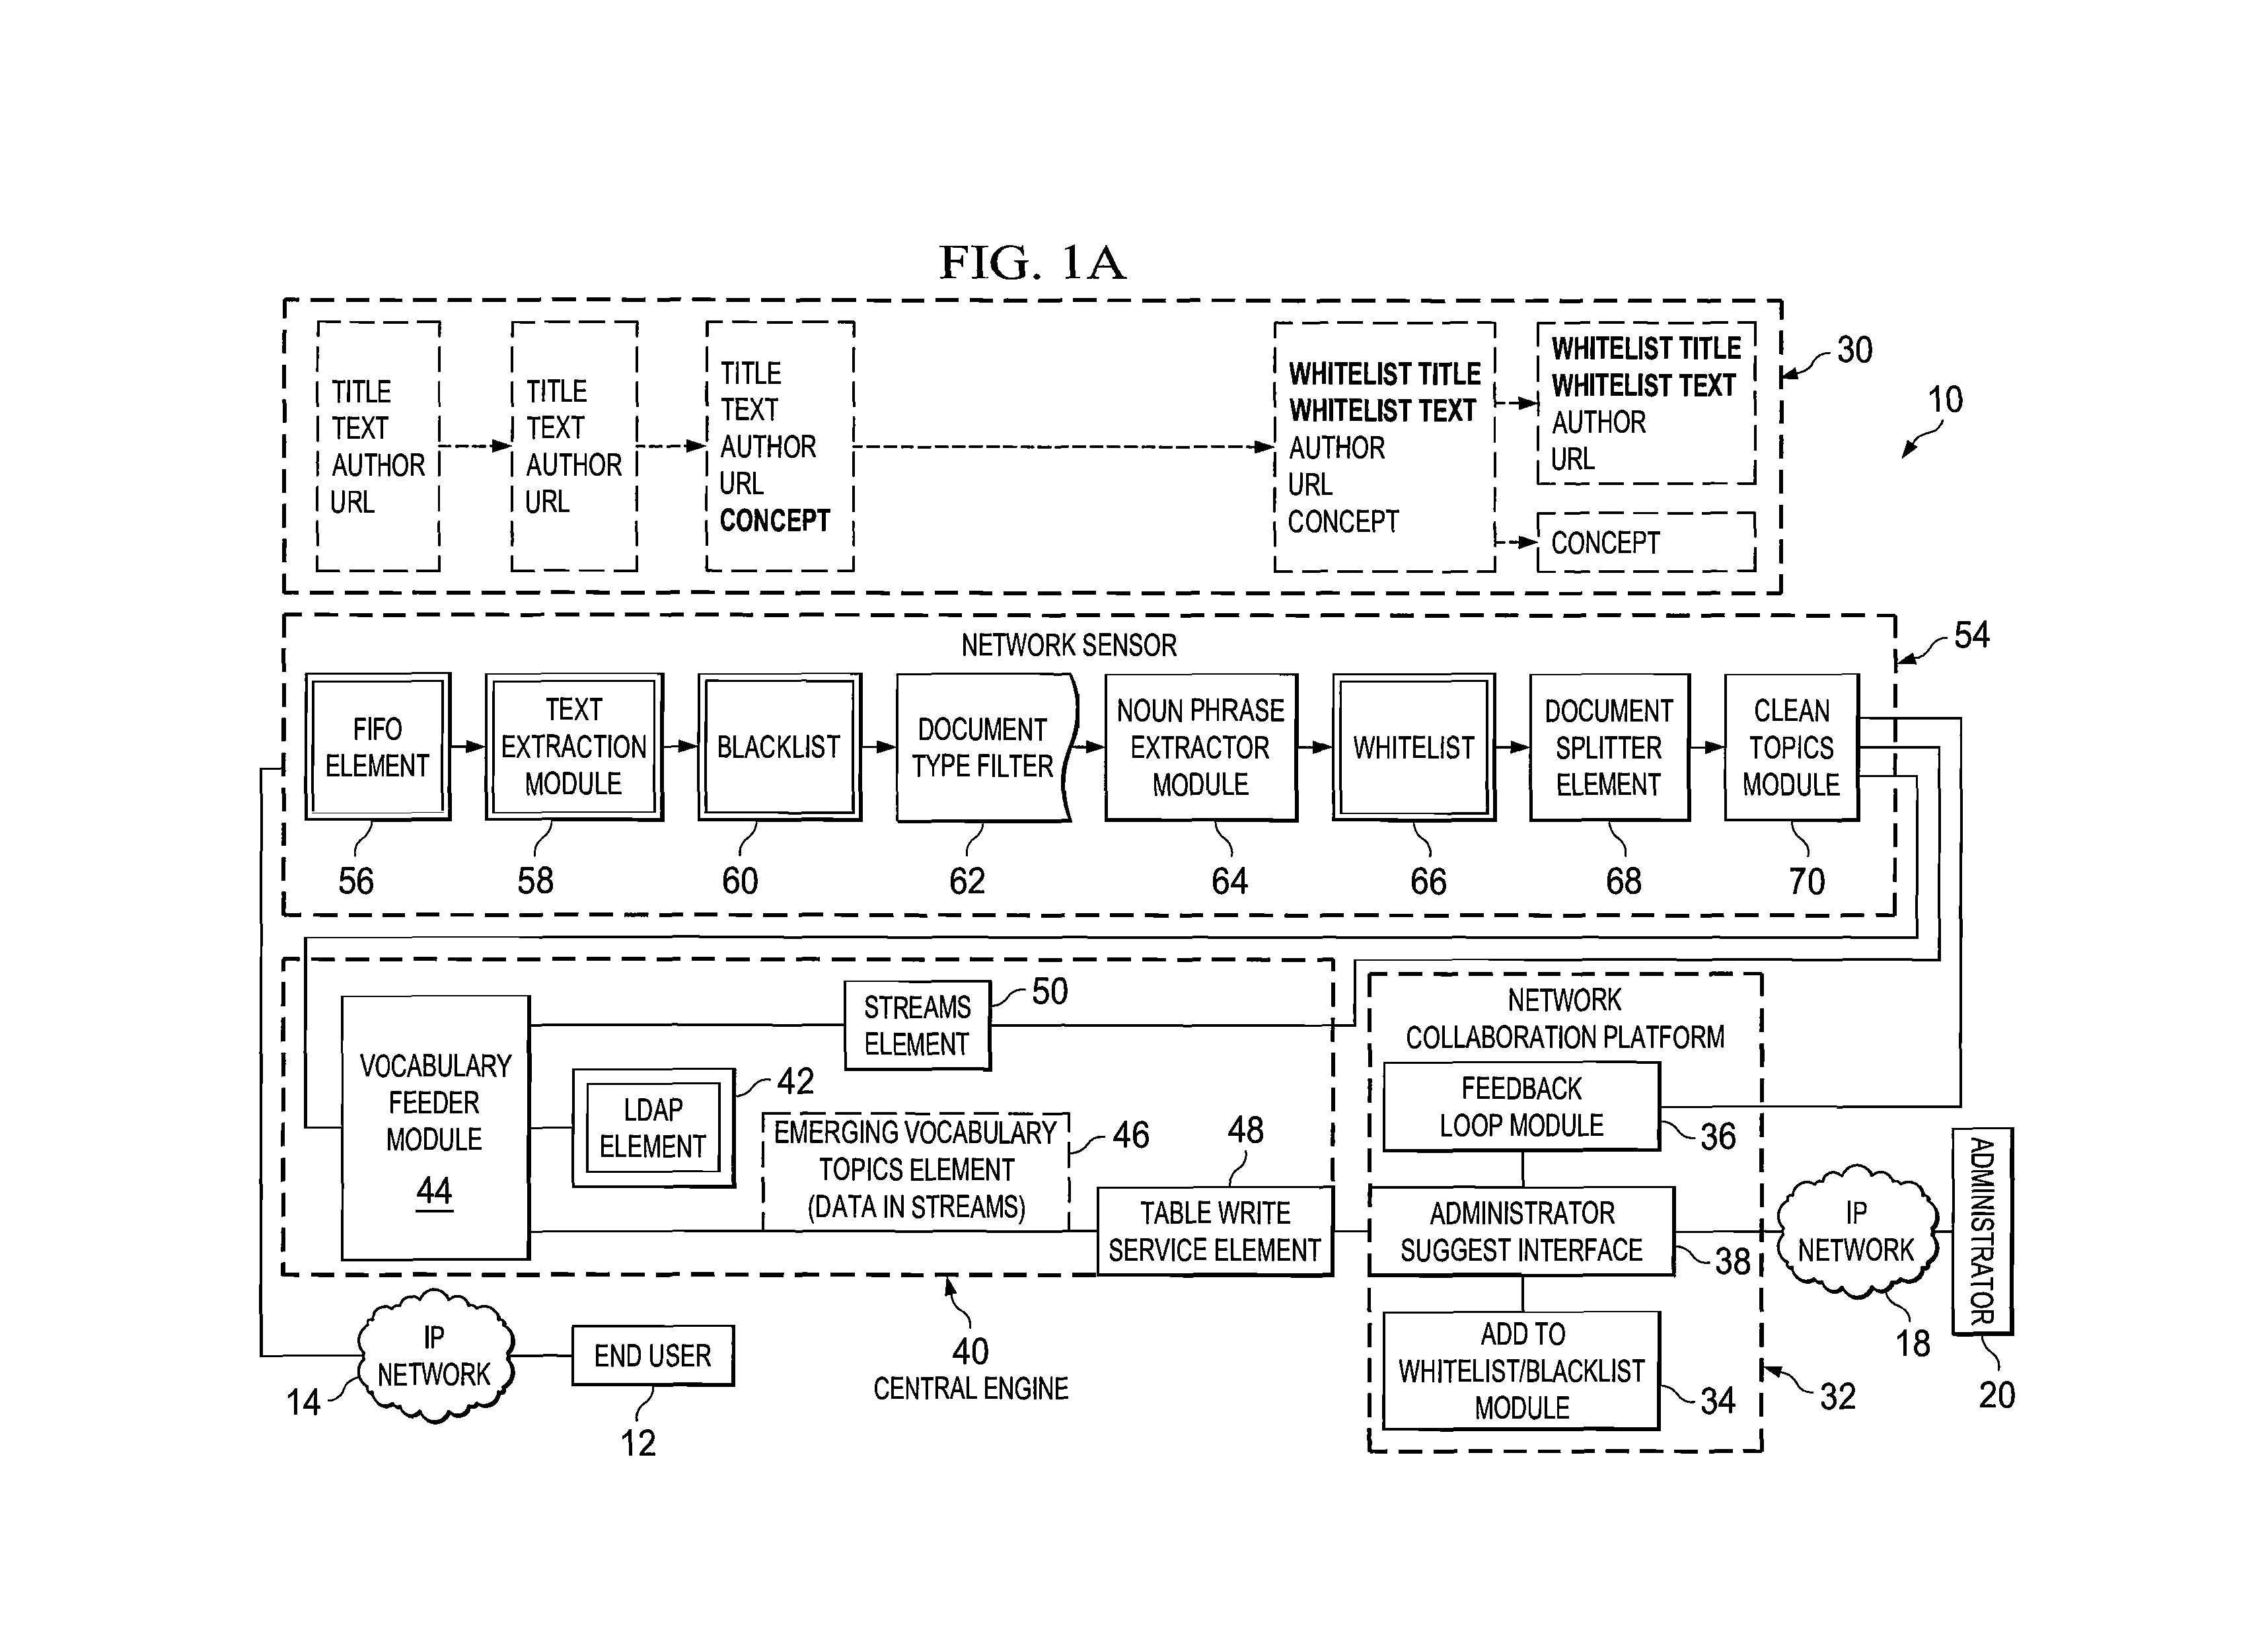 FIG. 1A
TITLE
TEXT
AUTHOR
URL
TITLE
TEXT
AUTHOR
URL
TITLE
TEXT
AUTHOR
URL
CONCEPT
WHITELIST TITLE
WHITELIST TEXT
AUTHOR
URL
CONCEPT
WHITELIST TITLE
WHITELIST TEXT
AUTHOR
URL
CONCEPT
30
10
NETWORK SENSOR
54
FIFO
ELEMENT
56
TEXT
EXTRACTION
MODULE
58
BLACKLIST
60
DOCUMENT
TYPE FILTER
62
NOUN PHRASE
EXTRACTOR
MODULE
64
WHITELIST
66
DOCUMENT
SPLITTER
ELEMENT
68
CLEAN
TOPICS
MODULE
70
VOCABULARY
FEEDER
MODULE
44
STREAMS
ELEMENT
50
LDAP
ELEMENT
42
EMERGING VOCABULARY
TOPICS ELEMENT
(DATA IN STREAMS)
46
TABLE WRITE
SERVICE ELEMENT
48
40
CENTRAL ENGINE
NETWORK
COLLABORATION PLATFORM
FEEDBACK
LOOP MODULE
36
ADMINISTRATOR
SUGGEST INTERFACE
38
ADD TO
WHITELIST/BLACKLIST
MODULE
34
32
IP
NETWORK
18
ADMINISTRATOR
20
IP
NETWORK
14
END USER
12